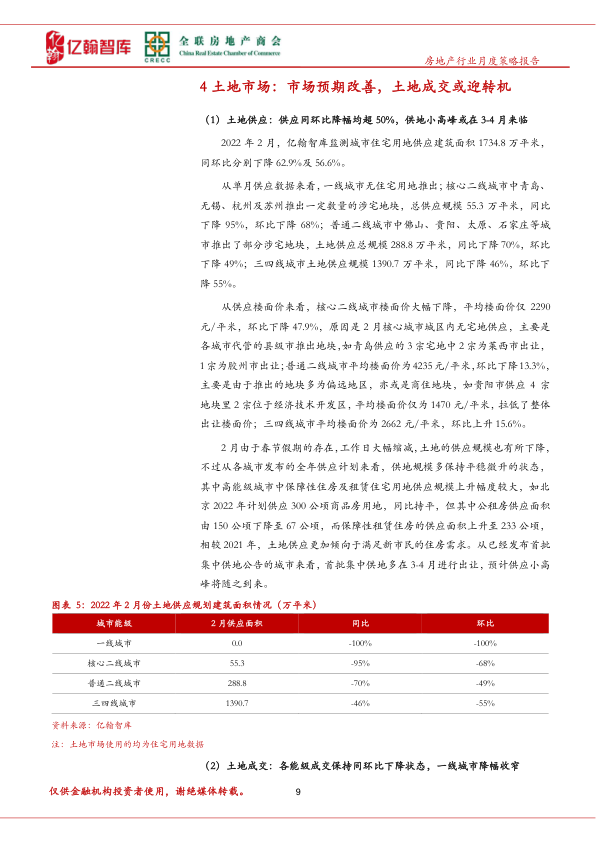 亿翰智库
CRECC
全联房地产商会
China Real Estate Chamber of Commerce
房地产行业月度策略报告
4 土地市场：市场预期改善，土地成交或迎转机
（1）土地供应：供应同环比降幅均超 50%，供地小高峰或在 3-4 月来临
2022 年 2 月，亿翰智库监测城市住宅用地供应建筑面积 1734.8 万平米，
同环比分别下降 62.9%及 56.6%。
从单月供应数据来看，一线城市无住宅用地推出；核心二线城市中青岛、
无锡、杭州及苏州推出一定数量的涉宅地块，总供应规模 55.3 万平米，同比
下降 95%，环比下降 68%；普通二线城市中佛山、贵阳、太原、石家庄等城
市推出了部分涉宅地块，土地供应总规模 288.8 万平米，同比下降 70%，环比
下降 49%；三四线城市土地供应规模 1390.7 万平米，同比下降 46%，环比下
降 55%。
从供应楼面价来看，核心二线城市楼面价大幅下降，平均楼面价仅 2290
元/平米，环比下降 47.9%，原因是 2 月核心城市城区内无宅地供应，主要是
各城市代管的县级市推出地块，如青岛供应的 3 宗宅地中 2 宗为莱西市出让，
1 宗为胶州市出让；普通二线城市平均楼面价为 4235 元/平米，环比下降 13.3%，
主要是由于推出的地块多为偏远地区，亦或是商住地块，如贵阳市供应 4 宗
地块里 2 宗位于经济技术开发区，平均楼面价仅为 1470 元/平米，拉低了整体
出让楼面价；三四线城市平均楼面价为 2662 元/平米，环比上升 15.6%。
2 月由于春节假期的存在，工作日大幅缩减，土地的供应规模也有所下降，
不过从各城市发布的全年供应计划来看，供地规模多保持平稳微升的状态，
其中高能级城市中保障性住房及租赁住宅用地供应规模上升幅度较大，如北
京 2022 年计划供应 300 公顷商品房用地，同比持平，但其中公租房供应面积
由 150 公顷下降至 67 公顷，而保障性租赁住房的供应面积上升至 233 公顷，
相较 2021 年，土地供应更加倾向于满足新市民的住房需求。从已经发布首批
集中供地公告的城市来看，首批集中供地多在 3-4 月进行出让，预计供应小高
峰将随之到来。
图表 5：2022 年 2 月份土地供应规划建筑面积情况（万平米）
城市能级 2 月供应面积 同比 环比
一线城市 0.0 -100% -100%
核心二线城市 55.3 -95% -68%
普通二线城市 288.8 -70% -49%
三四线城市 1390.7 -46% -55%
资料来源：亿翰智库
注：土地市场使用的均为住宅用地数据
（2）土地成交：各能级成交保持同环比下降状态，一线城市降幅收窄
仅供金融机构投资者使用，谢绝媒体转载。 9